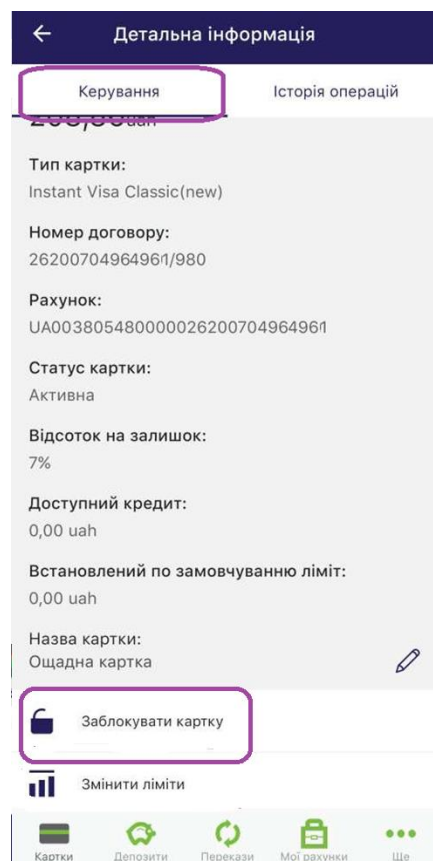 Детальна інформація
Керування
Історія операцій
Тип картки:
Instant Visa Classic(new)
Номер договору:
26200704964961/980
Рахунок:
UA003805480000026200704964961
Статус картки:
Активна
Відсоток на залишок:
7%
Доступний кредит:
0,00 uah
Встановлений по замовчуванню ліміт:
0,00 uah
Назва картки:
Ощадна картка
Заблокувати картку
Змінити ліміти
Картки
Депозити
Перекази
Мої рахунки
Ще